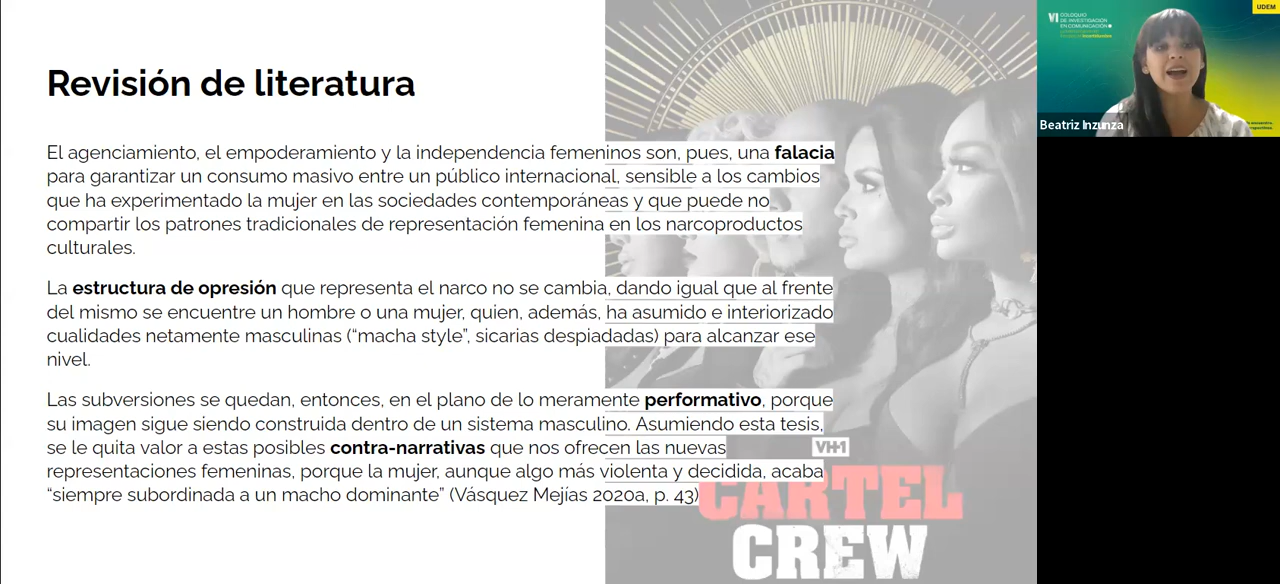 Revisión de literatura
El agenciamiento, el empoderamiento y la independencia femeninos son, pues, una falacia
para garantizar un consumo masivo entre un público internacional, sensible a los cambios
que ha experimentado la mujer en las sociedades contemporáneas y que puede no
compartir los patrones tradicionales de representación femenina en los narcoproductos
culturales.
La estructura de opresión que representa el narco no se cambia, dando igual que al frente
del mismo se encuentre un hombre o una mujer, quien, además, ha asumido e interiorizado
cualidades netamente masculinas (“macha style”, sicarias despiadadas) para alcanzar ese
nivel.
Las subversiones se quedan, entonces, en el plano de lo meramente performativo, porque
su imagen sigue siendo construida dentro de un sistema masculino. Asumiendo esta tesis,
se le quita valor a estas posibles contra-narrativas que nos ofrecen las nuevas
representaciones femeninas, porque la mujer, aunque algo más violenta y decidida, acaba
“siempre subordinada a un macho dominante” (Vásquez Mejías 2020a, p. 43)
VH1
CARTEL
CREW
UDEM
VI COLOQUIO
DE INVESTIGACIÓN
EN COMUNICACIÓN
Beatriz Inzunza